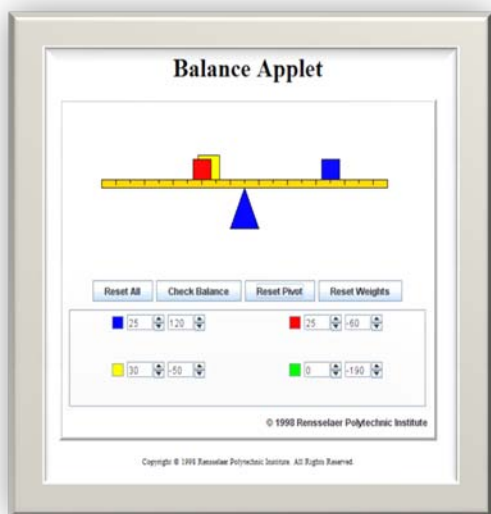 Balance Applet
Reset All Check Balance Reset Pivot Reset Weights
25 120 25 -60
30 -50 0 -190
© 1998 Rensselaer Polytechnic Institute
Copyright © 1998 Rensselaer Polytechnic Institute. All Rights Reserved.